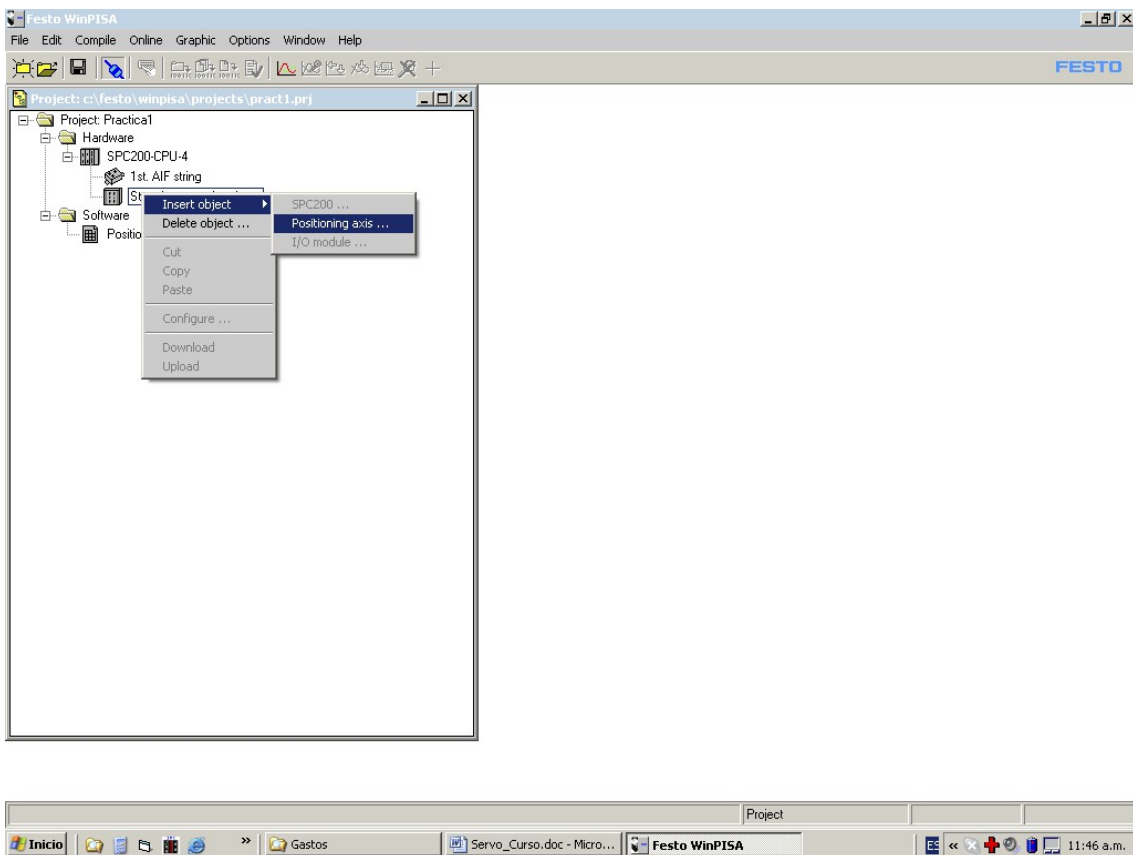 Festo WinPISA
File Edit Compile Online Graphic Options Window Help
FESTO
Project: c:\festo\winpisa\projects\pract1.prj
Project: Practica1
Hardware
SPC200-CPU-4
1st. AIF string
Insert object
SPC200 ...
Software
Delete object ...
Positioning axis ...
Positio
I/O module ...
Cut
Copy
Paste
Configure ...
Download
Upload
Project
Inicio » Gastos Servo_Curso.doc - Micro... Festo WinPISA ES « 11:46 a.m.